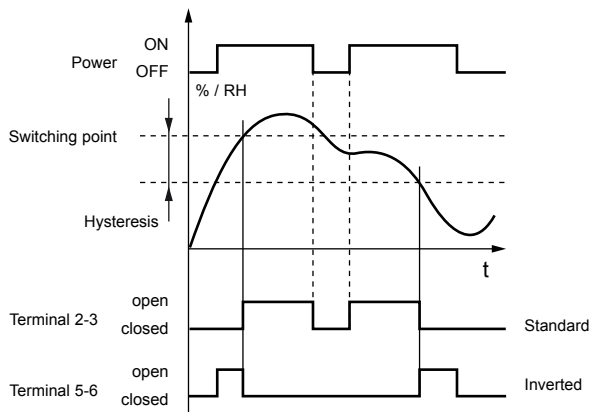 ON
Power
OFF
% / RH
Switching point
Hysteresis
t
open
Terminal 2-3
closed
Standard
open
Terminal 5-6
closed
Inverted